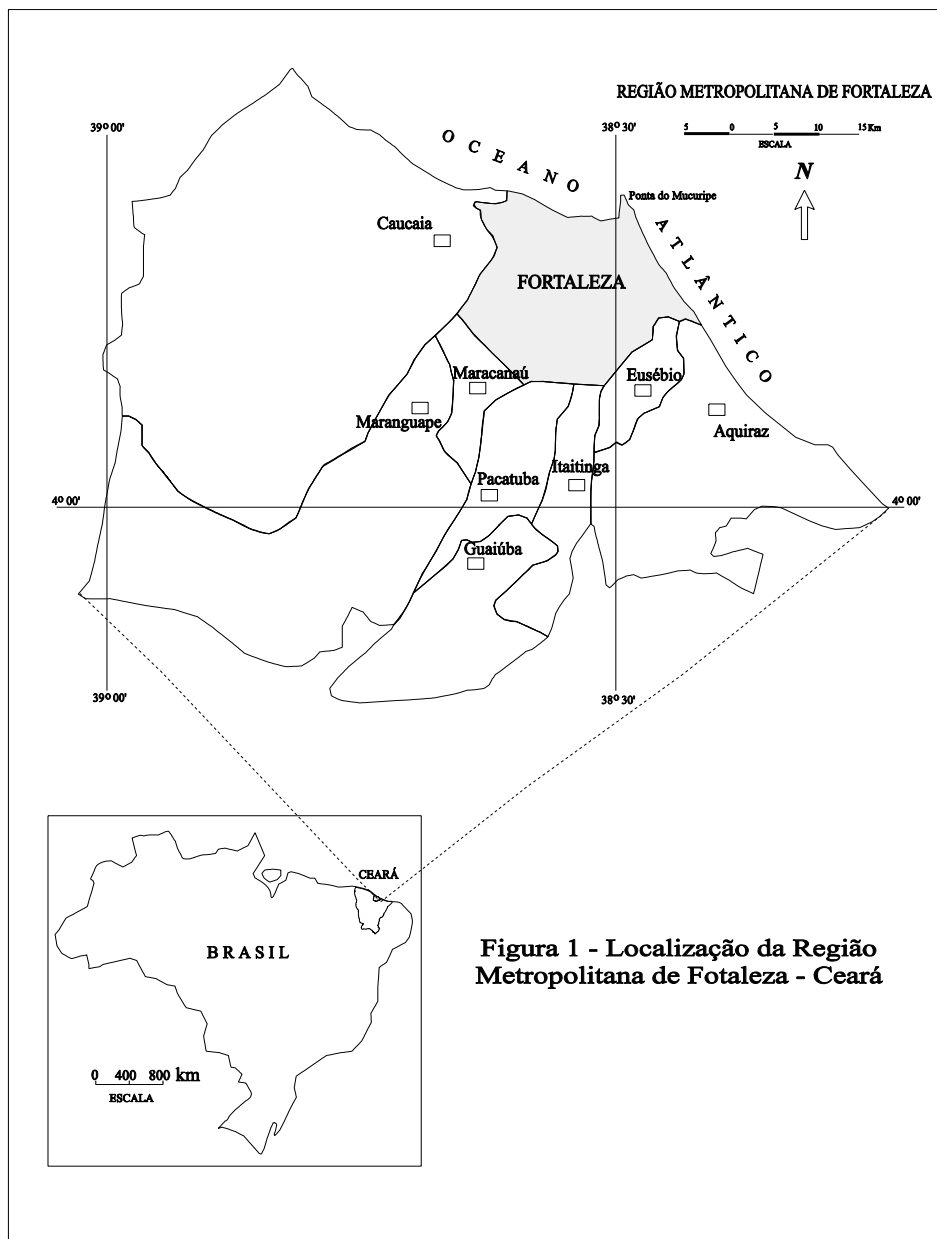 REGIÃO METROPOLITANA DE FORTALEZA
5 0 5 10 15 Km
ESCALA
N
39º 00'
38º 30'
OCEANO
ATLÂNTICO
Ponta do Mucuripe
Caucaia
FORTALEZA
Maracanaú
Eusébio
Maranguape
Aquiraz
Itaitinga
Pacatuba
4º 00'
4º 00'
Guaiúba
39º 00'
38º 30'
CEARÁ
BRASIL
0 400 800 km
ESCALA
Figura 1 - Localização da Região
Metropolitana de Fotaleza - Ceará